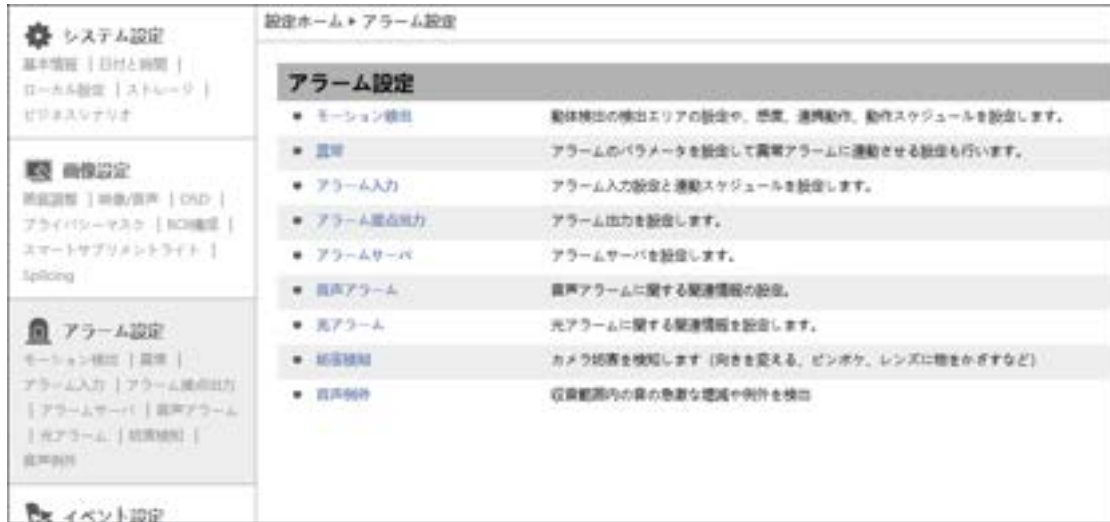 システム設定
基本情報 | 日付と時間 |
ローカル設定 | ストレージ |
ビジネスシナリオ
画像設定
画面調整 | 映像/音声 | OSD |
プライバシーマスク | ROI機能 |
スマートサプリメントライト |
Splicing
アラーム設定
モーション検出 | 異常 |
アラーム入力 | アラーム接点出力
| アラームサーバ | 音声アラーム
| 光アラーム | 妨害検知 |
音声例外
イベント設定
設定ホーム ▸ アラーム設定
アラーム設定
モーション検出 動体検出の検出エリアの設定や、感度、連携動作、動作スケジュールを設定します。
異常 アラームのパラメータを設定して異常アラームに連動させる設定も行います。
アラーム入力 アラーム入力設定と連動スケジュールを設定します。
アラーム接点出力 アラーム出力を設定します。
アラームサーバ アラームサーバを設定します。
音声アラーム 音声アラームに関する関連情報の設定。
光アラーム 光アラームに関する関連情報を設定します。
妨害検知 カメラ妨害を検知します（向きを変える、ピンボケ、レンズに物をかざすなど）
音声例外 収音範囲内の音の急激な増減や例外を検出